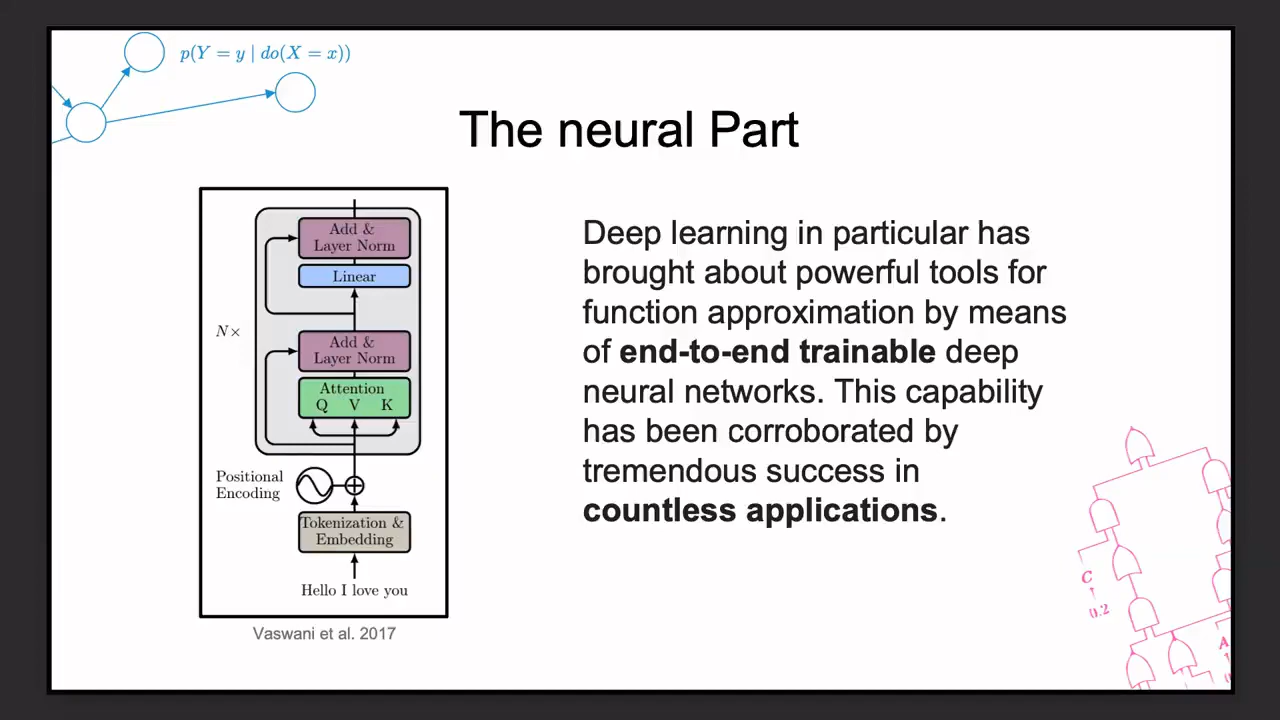 p(Y = y | do(X = x))
The neural Part
Add &
Layer Norm
Linear
N×
Add &
Layer Norm
Attention
Q V K
Positional
Encoding
Tokenization &
Embedding
Hello I love you
Vaswani et al. 2017
Deep learning in particular has
brought about powerful tools for
function approximation by means
of end-to-end trainable deep
neural networks. This capability
has been corroborated by
tremendous success in
countless applications.
C
0.2
A